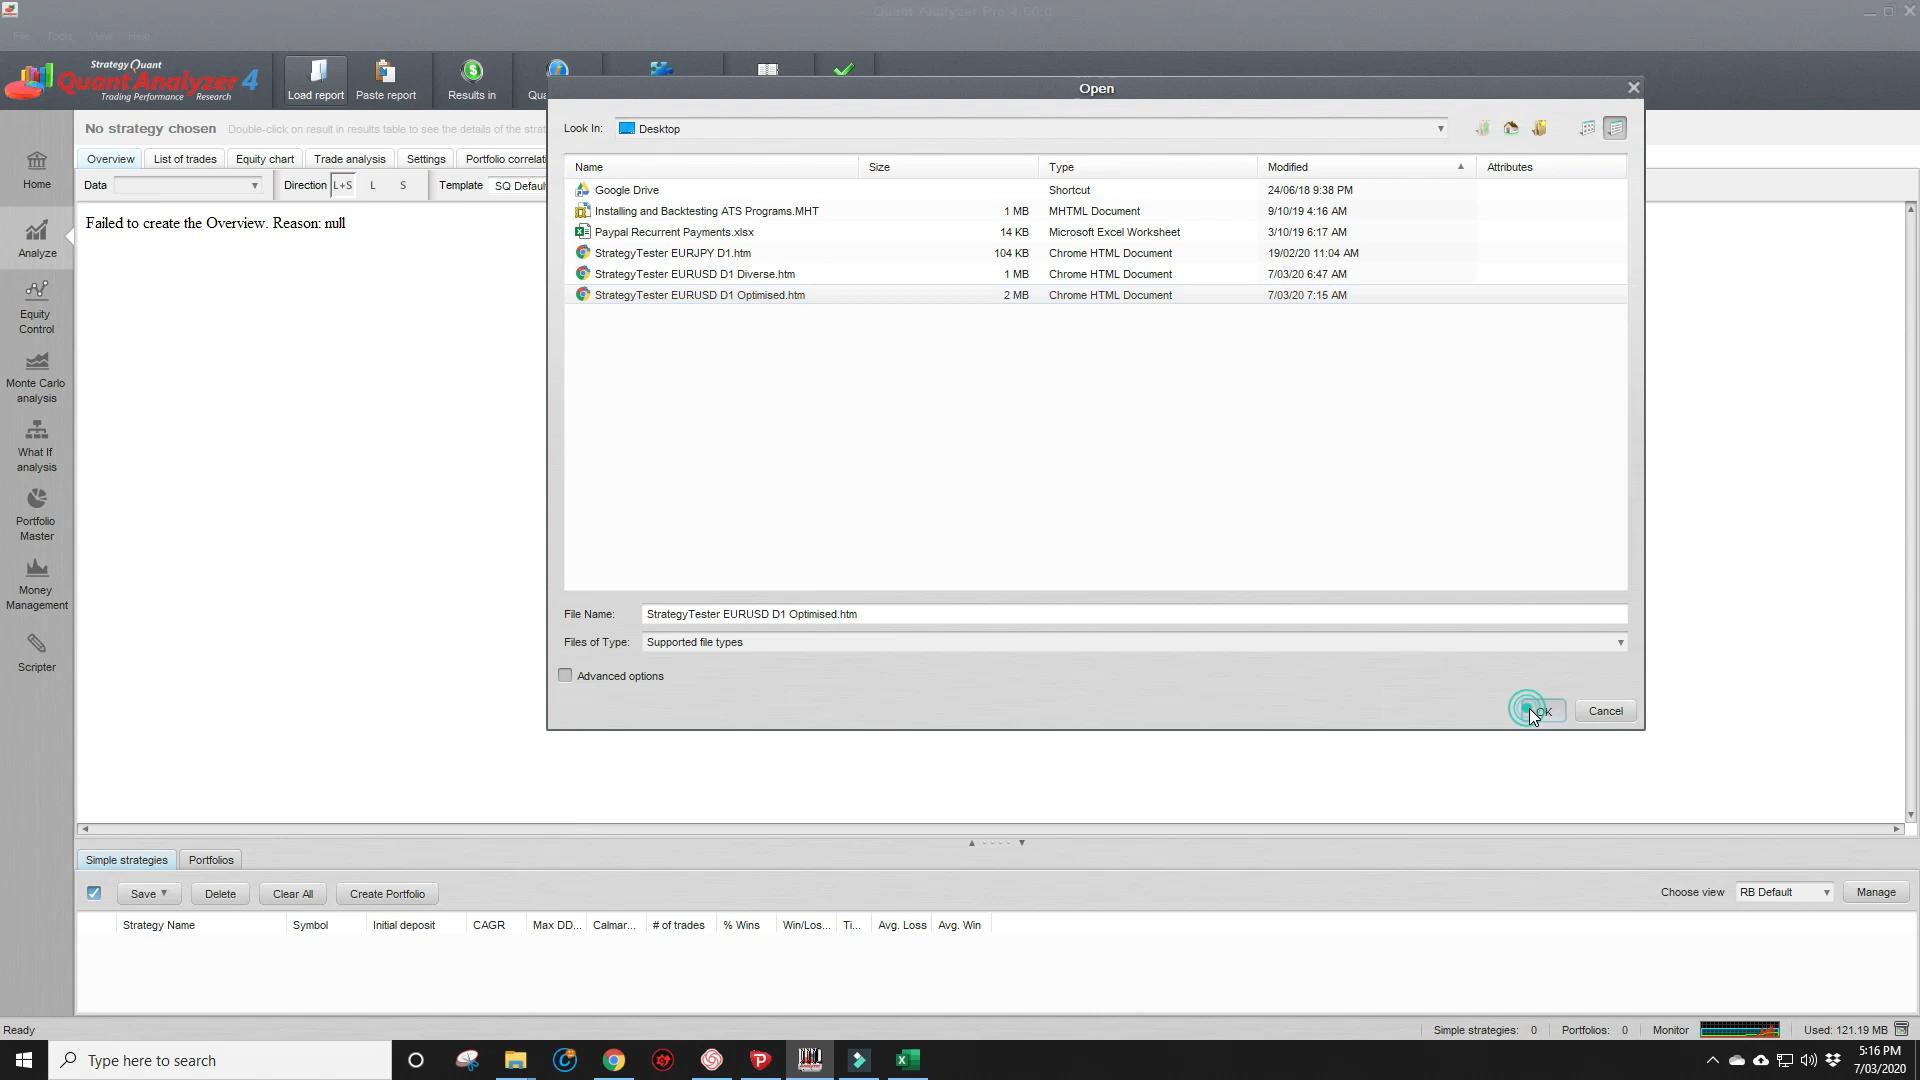 Quant Analyzer Pro 4.60.0
File Tools View Help
StrategyQuant
QuantAnalyzer 4
Trading Performance Research
Load report
Paste report
Results in
Qua
Open
No strategy chosen
Double-click on result in results table to see the details of the strat
Overview
List of trades
Equity chart
Trade analysis
Settings
Portfolio correlati
Data
Direction L+S L S
Template SQ Defaul
Failed to create the Overview. Reason: null
Home
Analyze
Equity
Control
Monte Carlo
analysis
What If
analysis
Portfolio
Master
Money
Management
Scripter
Look In: Desktop
Name Size Type Modified Attributes
Google Drive Shortcut 24/06/18 9:38 PM
Installing and Backtesting ATS Programs.MHT 1 MB MHTML Document 9/10/19 4:16 AM
Paypal Recurrent Payments.xlsx 14 KB Microsoft Excel Worksheet 3/10/19 6:17 AM
StrategyTester EURJPY D1.htm 104 KB Chrome HTML Document 19/02/20 11:04 AM
StrategyTester EURUSD D1 Diverse.htm 1 MB Chrome HTML Document 7/03/20 6:47 AM
StrategyTester EURUSD D1 Optimised.htm 2 MB Chrome HTML Document 7/03/20 7:15 AM
File Name: StrategyTester EURUSD D1 Optimised.htm
Files of Type: Supported file types
Advanced options
OK
Cancel
Simple strategies
Portfolios
Save
Delete
Clear All
Create Portfolio
Choose view RB Default
Manage
Strategy Name Symbol Initial deposit CAGR Max DD... Calmar... # of trades % Wins Win/Los... Ti... Avg. Loss Avg. Win
Ready
Simple strategies: 0
Portfolios: 0
Monitor
Used: 121.19 MB
Type here to search
5:16 PM
7/03/2020